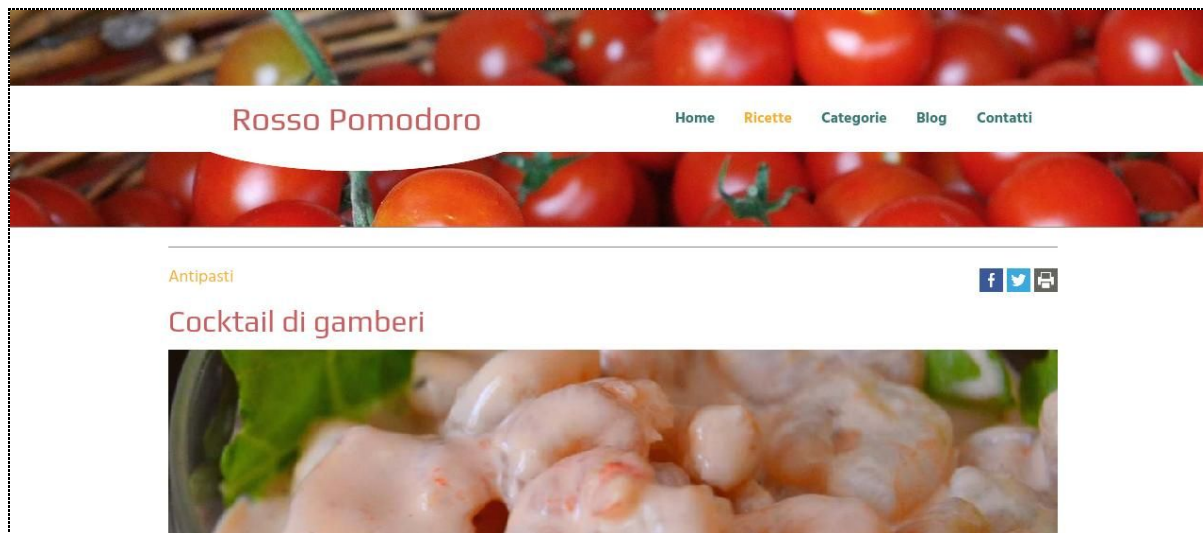 Rosso Pomodoro
Home Ricette Categorie Blog Contatti
Antipasti
Cocktail di gamberi